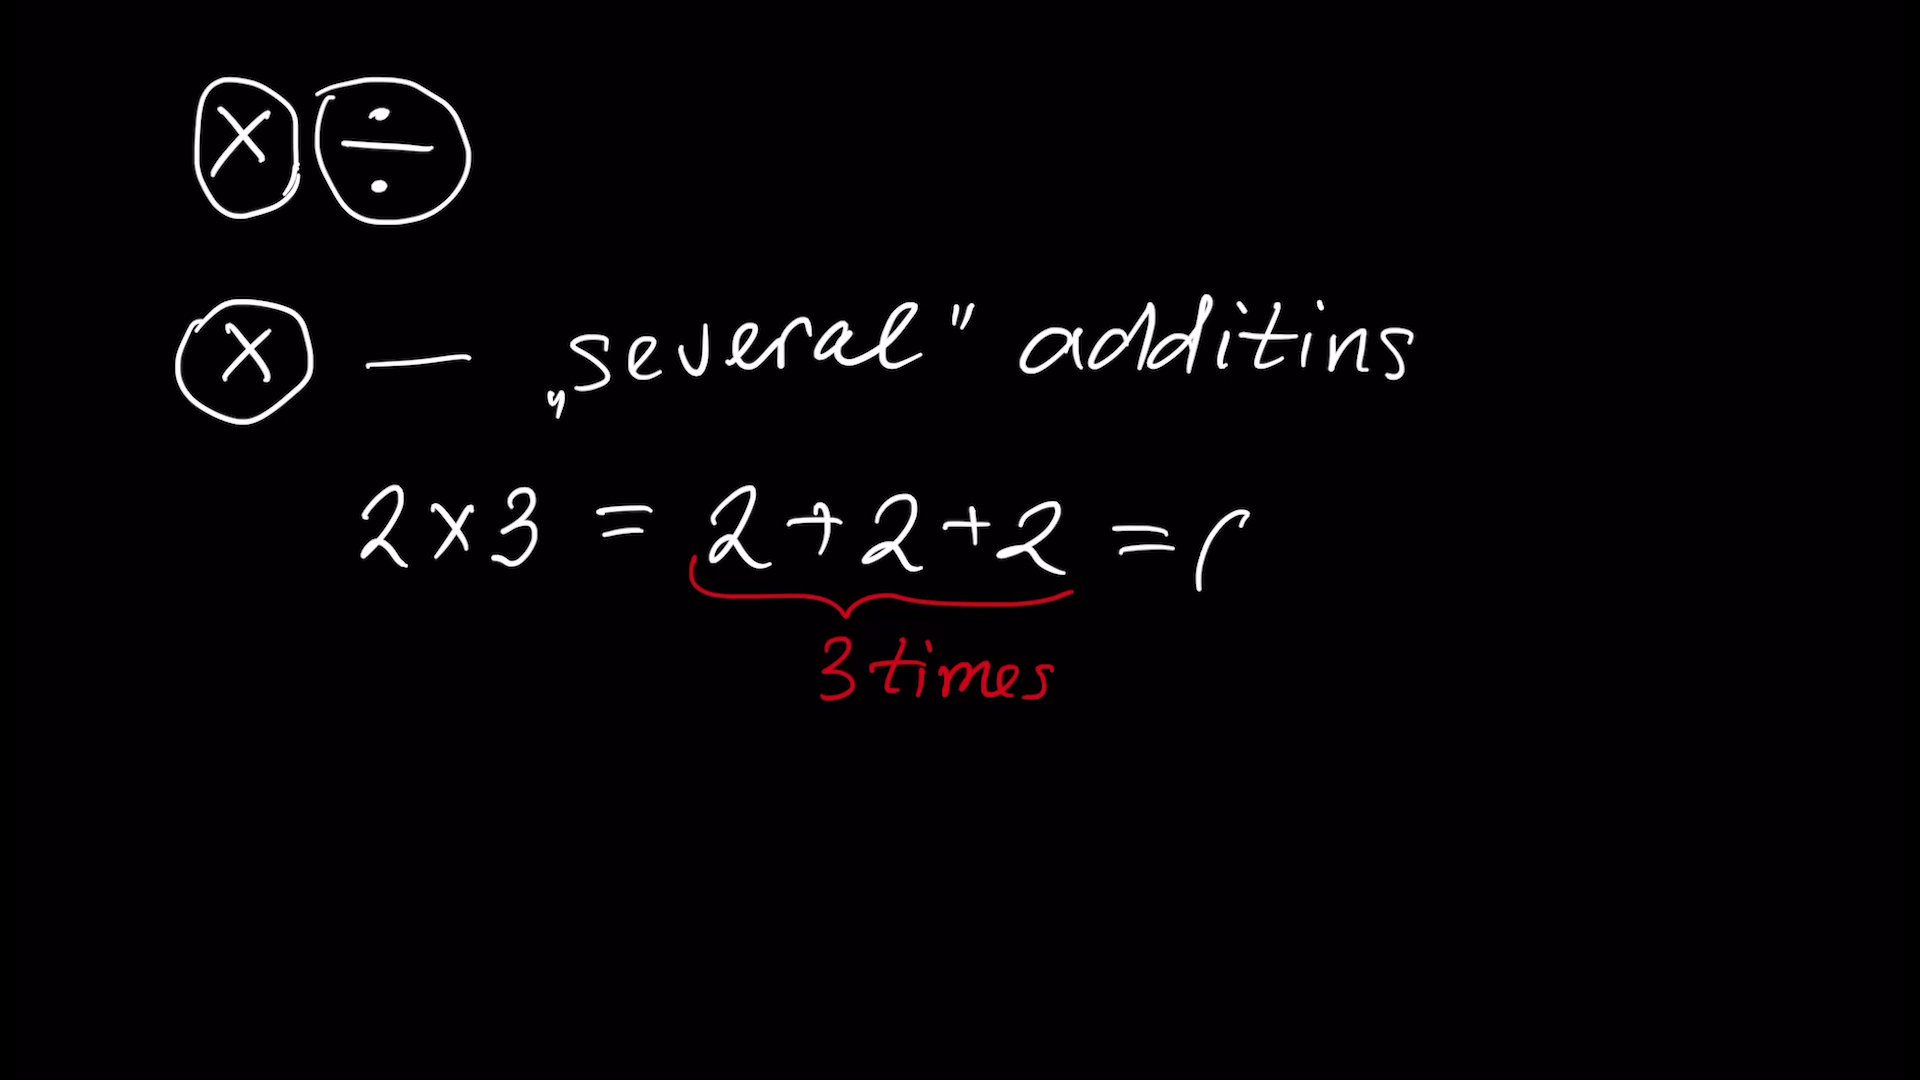 × ÷
× — „several" additins
2×3 = 2+2+2 =
3 times